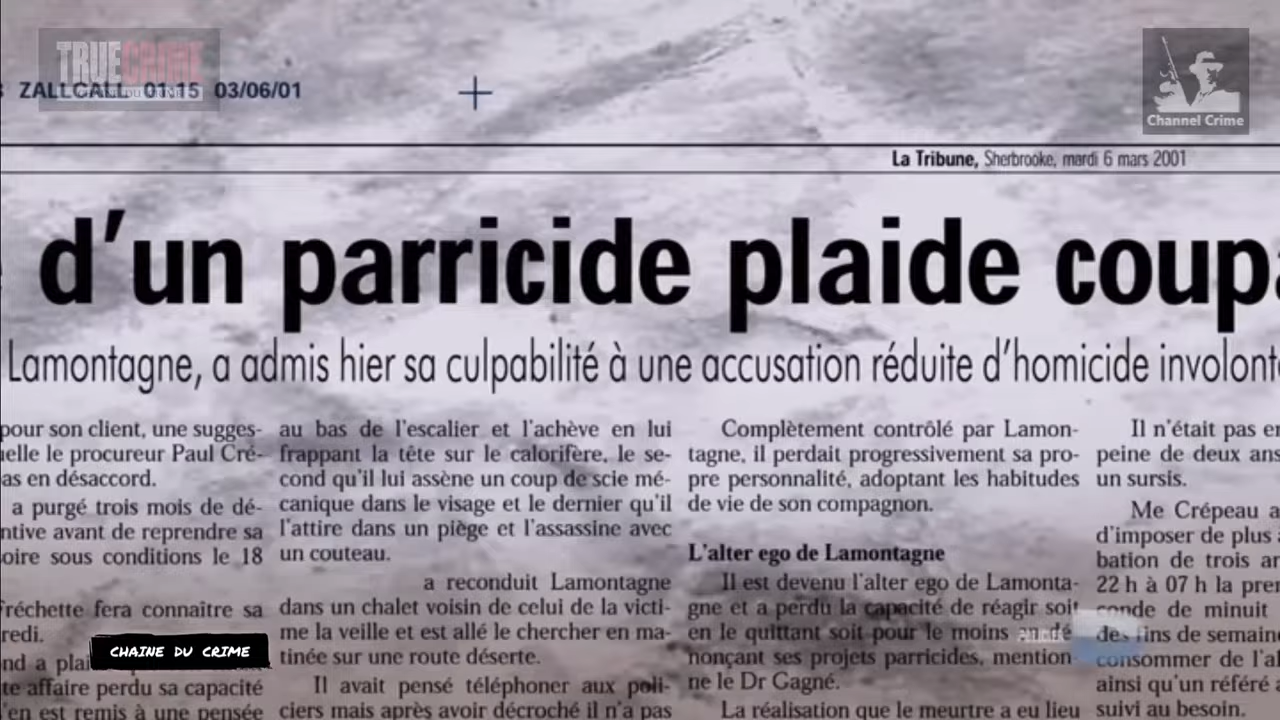 TRUE CRIME
ZALLCALL 01:15 03/06/01
Channel Crime
La Tribune, Sherbrooke, mardi 6 mars 2001
d'un parricide plaide coupa
Lamontagne, a admis hier sa culpabilité à une accusation réduite d'homicide involont
pour son client, une sugges-
uelle le procureur Paul Cré-
as en désaccord.
a purgé trois mois de dé-
ntive avant de reprendre sa
oire sous conditions le 18
Fréchette fera connaître sa
redi.
nd a plai
te affaire perdu sa capacité
'en est remis à une pensée
au bas de l'escalier et l'achève en lui
frappant la tête sur le calorifère, le se-
cond qu'il lui assène un coup de scie mé-
canique dans le visage et le dernier qu'il
l'attire dans un piège et l'assassine avec
un couteau.
a reconduit Lamontagne
dans un chalet voisin de celui de la victi-
me la veille et est allé le chercher en ma-
tinée sur une route déserte.
Il avait pensé téléphoner aux poli-
ciers mais après avoir décroché il n'a pas
Complètement contrôlé par Lamon-
tagne, il perdait progressivement sa pro-
pre personnalité, adoptant les habitudes
de vie de son compagnon.
L'alter ego de Lamontagne
Il est devenu l'alter ego de Lamonta-
gne et a perdu la capacité de réagir soit
en le quittant soit pour le moins dé
nonçant ses projets parricides, mention-
ne le Dr Gagné.
La réalisation que le meurtre a eu lieu
Il n'était pas en
peine de deux ans
un sursis.
Me Crépeau a
d'imposer de plus
bation de trois an
22 h à 07 h la pren
conde de minuit
des fins de semaine
consommer de l'al
ainsi qu'un référé a
suivi au besoin.
CHAINE DU CRIME